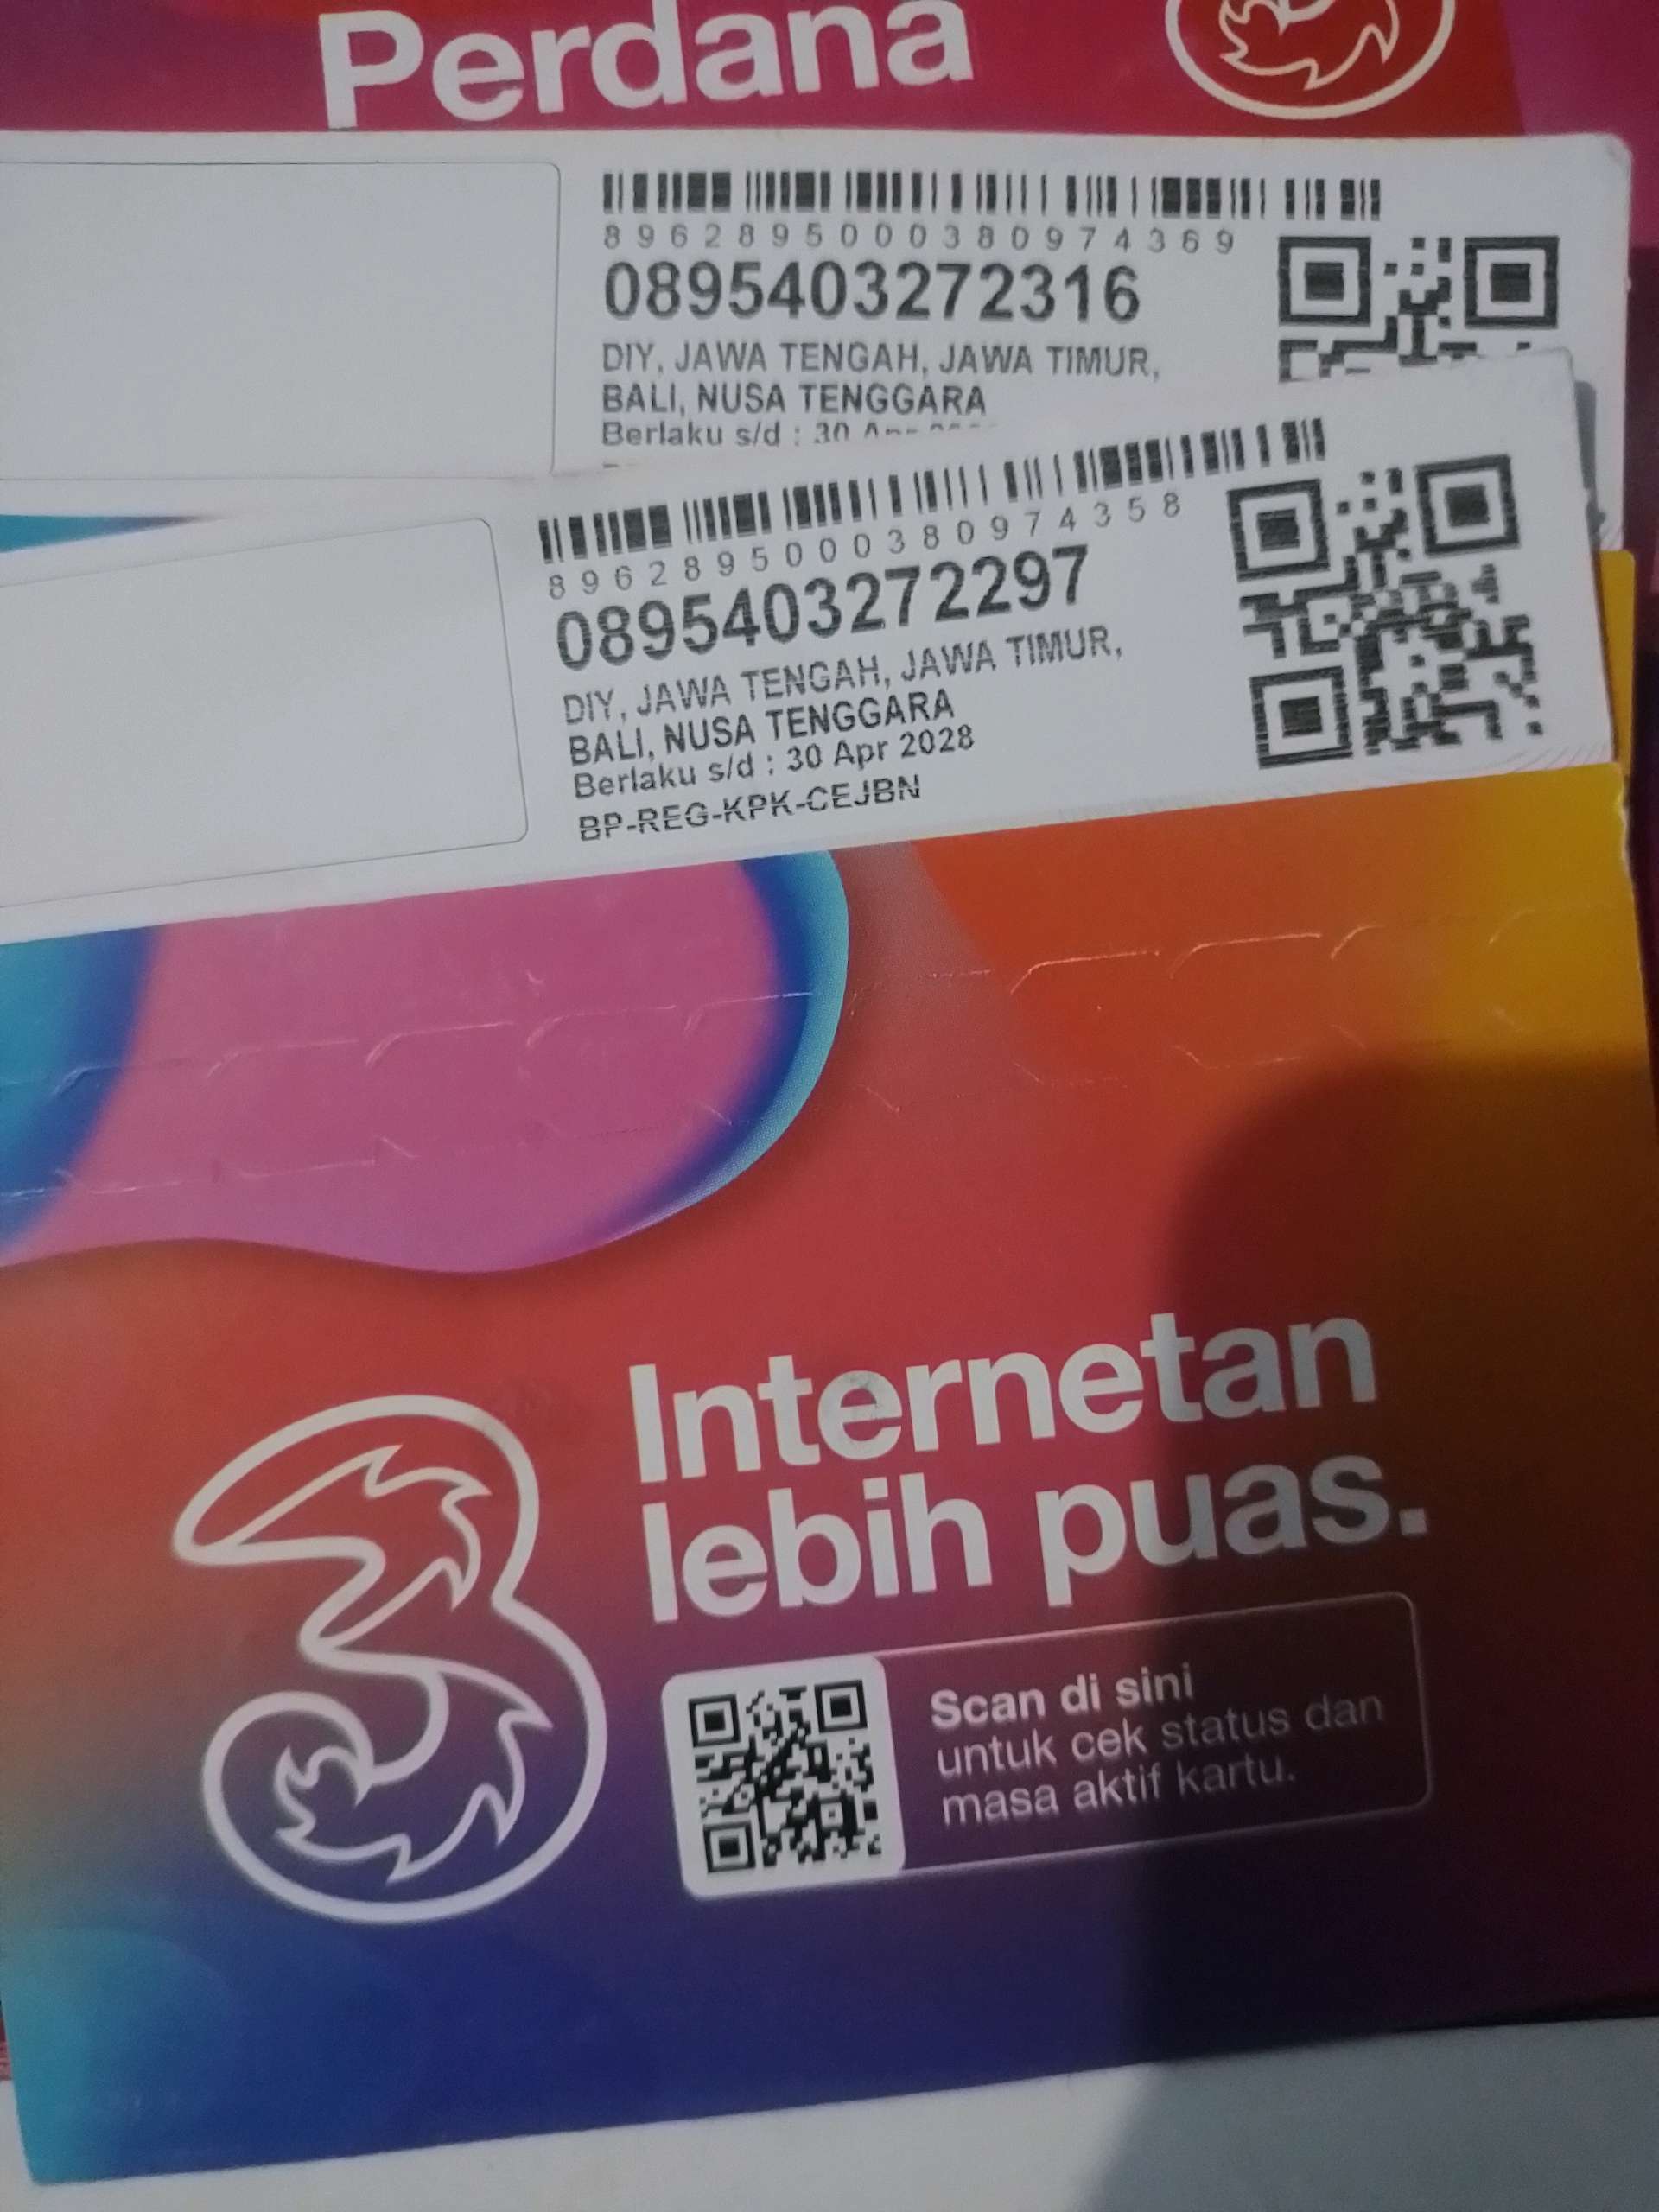 Perdana
8962895000380974369
0895403272316
DIY, JAWA TENGAH, JAWA TIMUR,
BALI, NUSA TENGGARA
Berlaku s/d : 30
8962895000380974358
0895403272297
DIY, JAWA TENGAH, JAWA TIMUR,
BALI, NUSA TENGGARA
Berlaku s/d : 30 Apr 2028
BP-REG-KPK-CEJBN
3
Internetan
lebih puas.
Scan di sini
untuk cek status dan
masa aktif kartu.